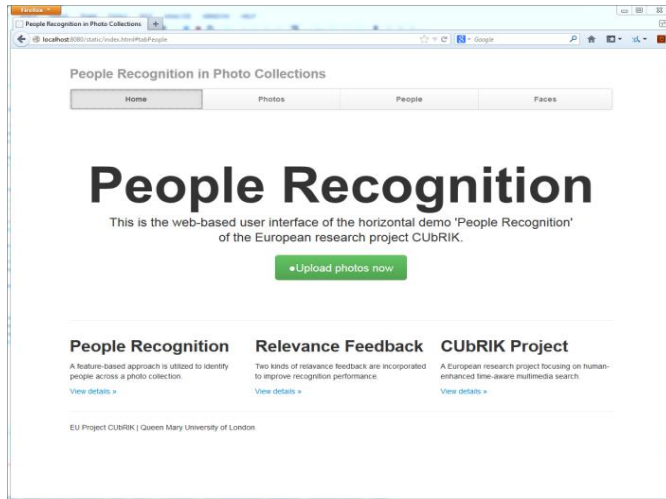 Firefox
People Recognition in Photo Collections
localhost:8080/static/index.html#tabPeople
Google
People Recognition in Photo Collections
Home Photos People Faces
People Recognition
This is the web-based user interface of the horizontal demo 'People Recognition'
of the European research project CUbRIK.
●Upload photos now
People Recognition Relevance Feedback CUbRIK Project
A feature-based approach is utilized to identify Two kinds of relavance feedback are incorporated A European research project focusing on human-
people across a photo collection. to improve recognition performance. enhanced time-aware multimedia search.
View details » View details » View details »
EU Project CUbRIK | Queen Mary University of London